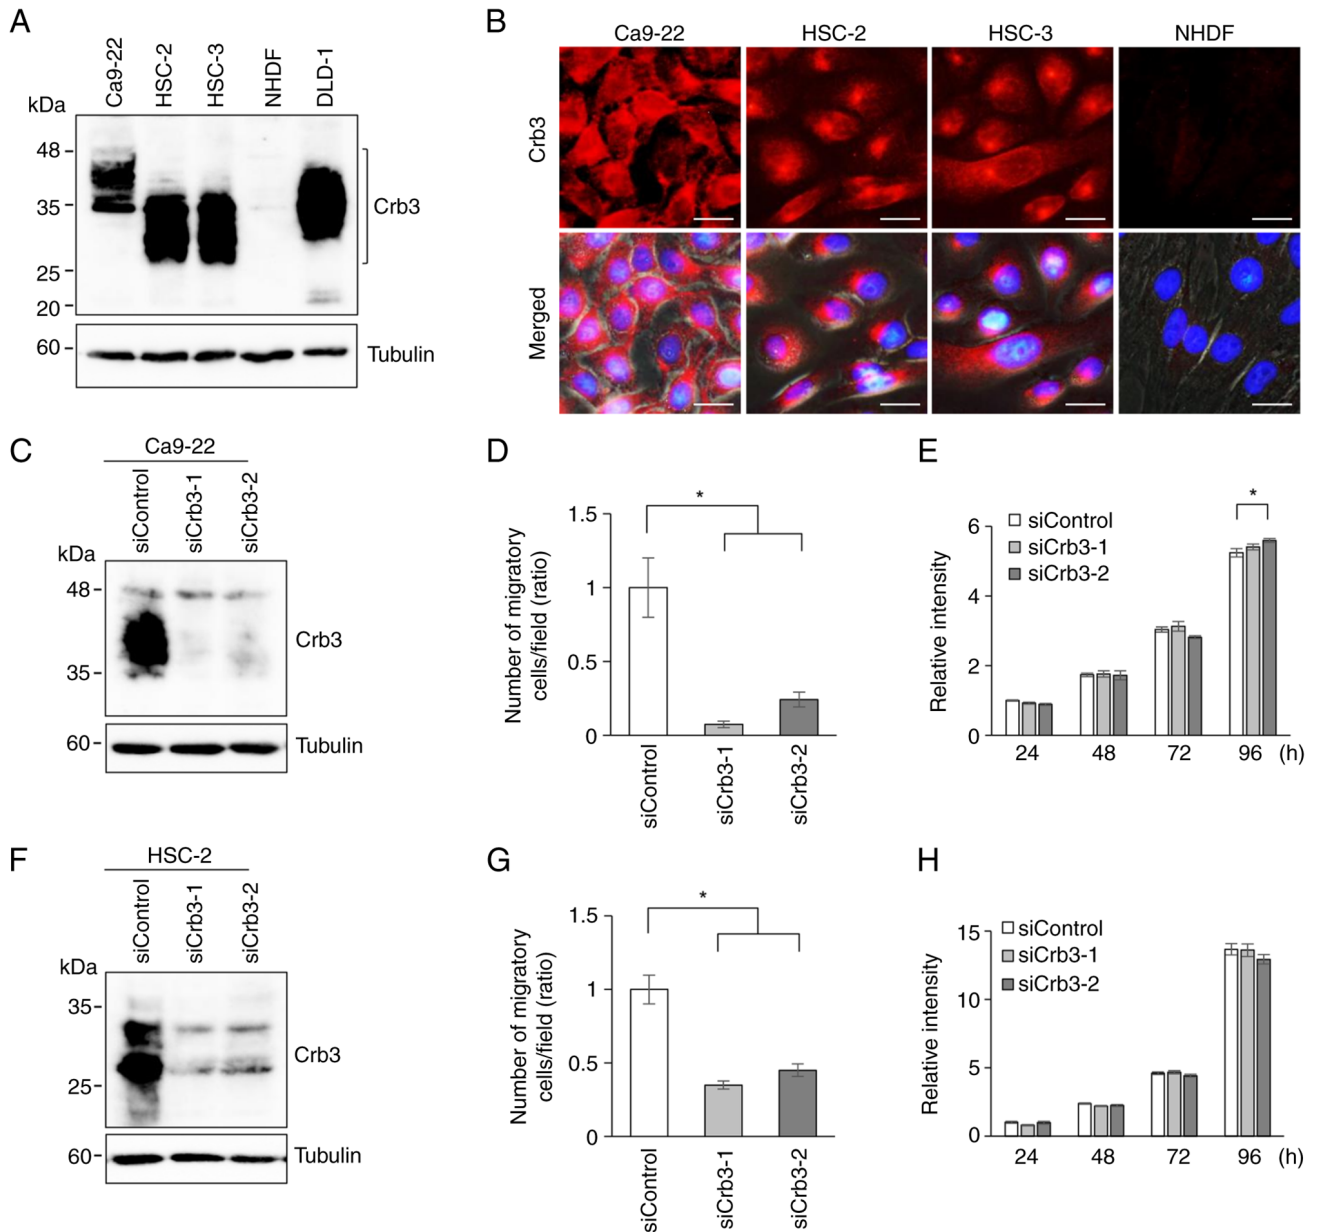 A
Ca9-22
HSC-2
HSC-3
NHDF
DLD-1
kDa
48
35
25
20
Crb3
60
Tubulin
B
Ca9-22
HSC-2
HSC-3
NHDF
Crb3
Merged
C
Ca9-22
siControl
siCrb3-1
siCrb3-2
kDa
48
35
Crb3
60
Tubulin
D
Number of migratory
cells/field (ratio)
1.5
1
0.5
0
*
siControl
siCrb3-1
siCrb3-2
E
Relative intensity
6
4
2
0
siControl
siCrb3-1
siCrb3-2
*
24 48 72 96 (h)
F
HSC-2
siControl
siCrb3-1
siCrb3-2
kDa
35
25
Crb3
60
Tubulin
G
Number of migratory
cells/field (ratio)
1.5
1
0.5
0
*
siControl
siCrb3-1
siCrb3-2
H
Relative intensity
15
10
5
0
siControl
siCrb3-1
siCrb3-2
24 48 72 96 (h)